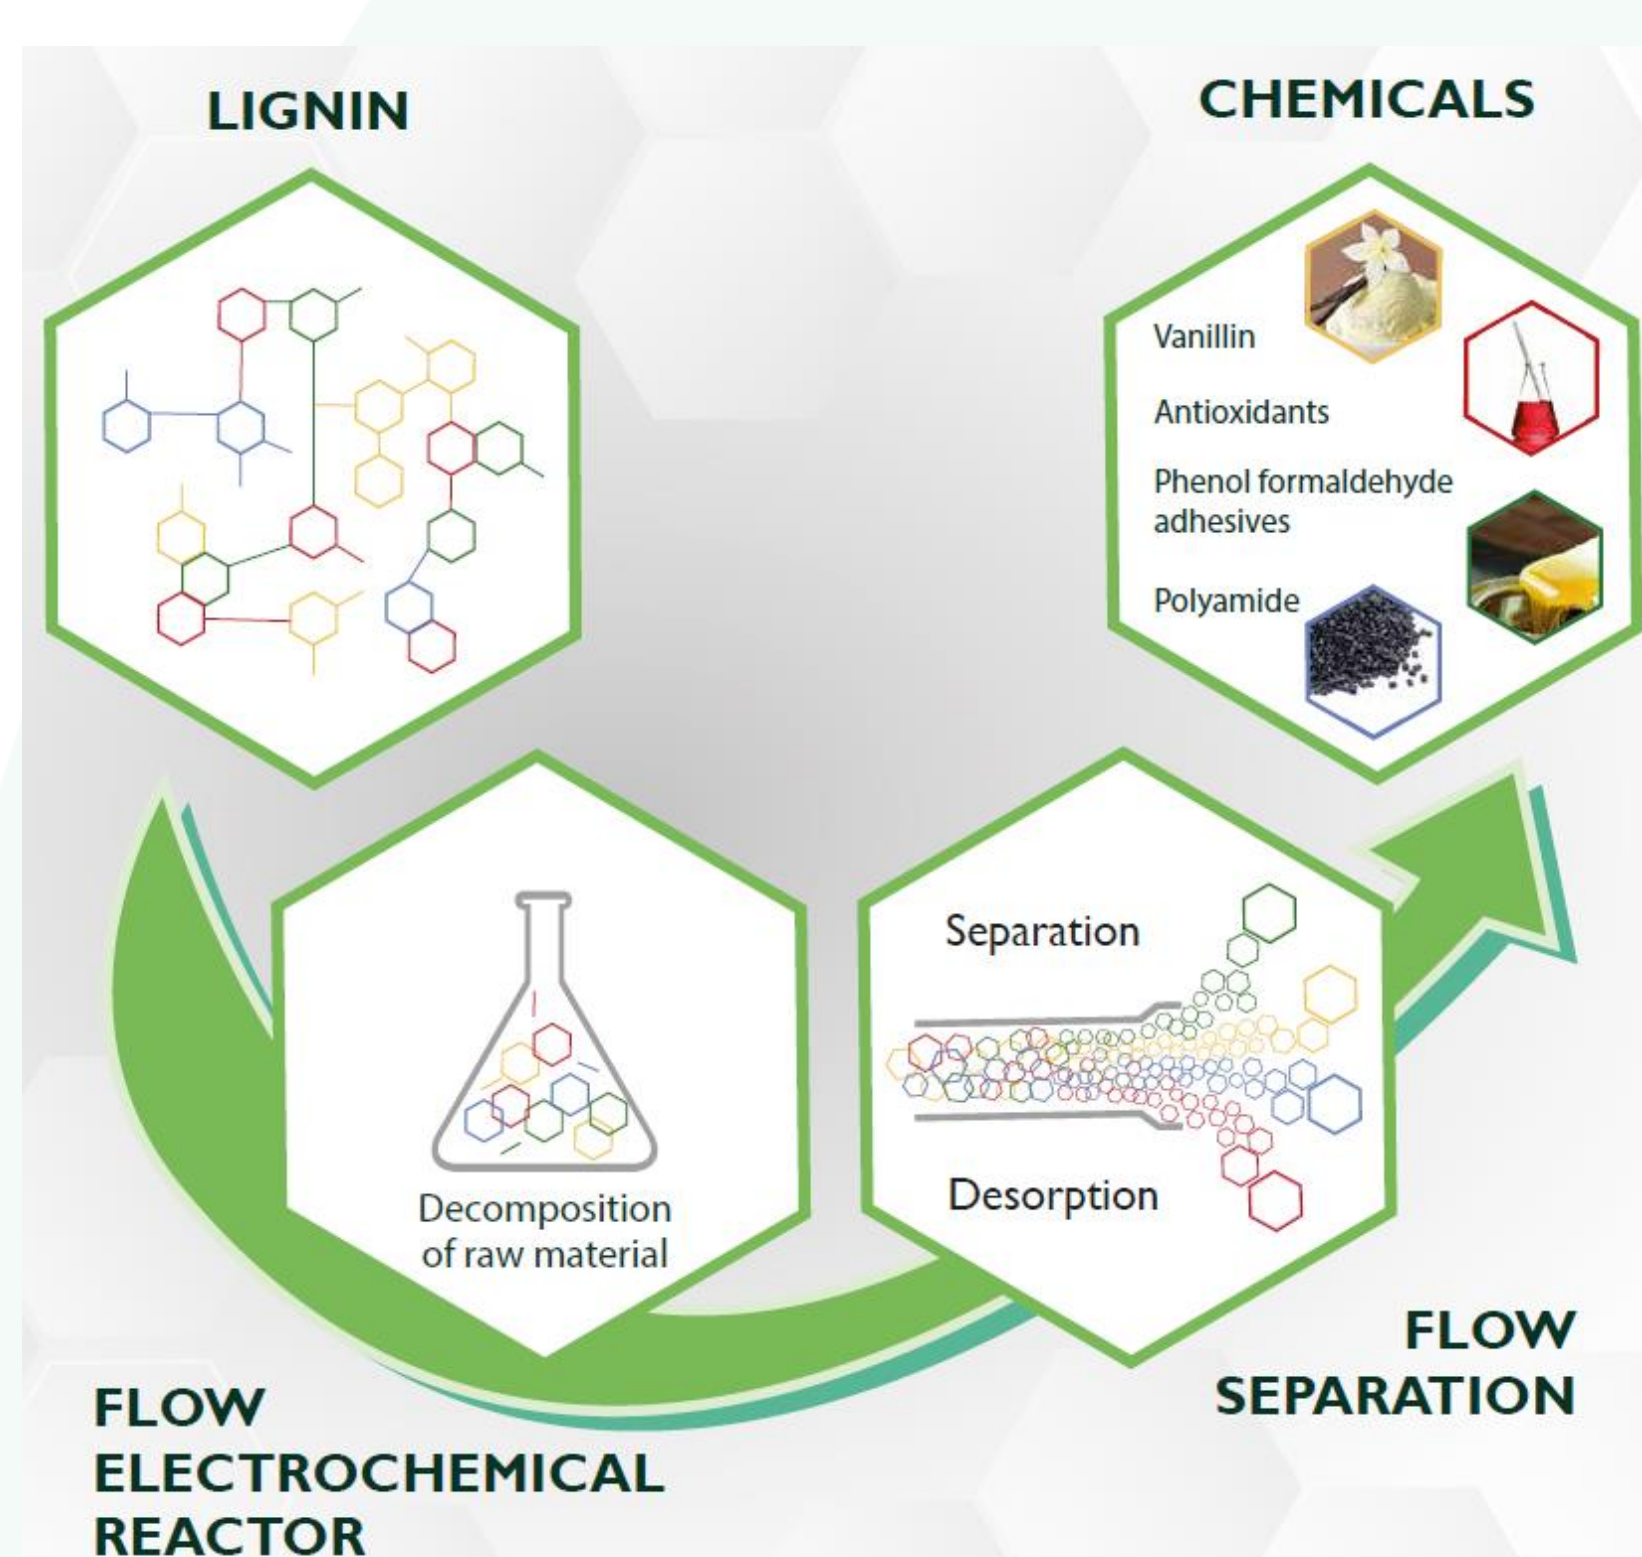 LIGNIN
CHEMICALS
Vanillin
Antioxidants
Phenol formaldehyde
adhesives
Polyamide
Decomposition
of raw material
Separation
Desorption
FLOW
ELECTROCHEMICAL
REACTOR
FLOW
SEPARATION